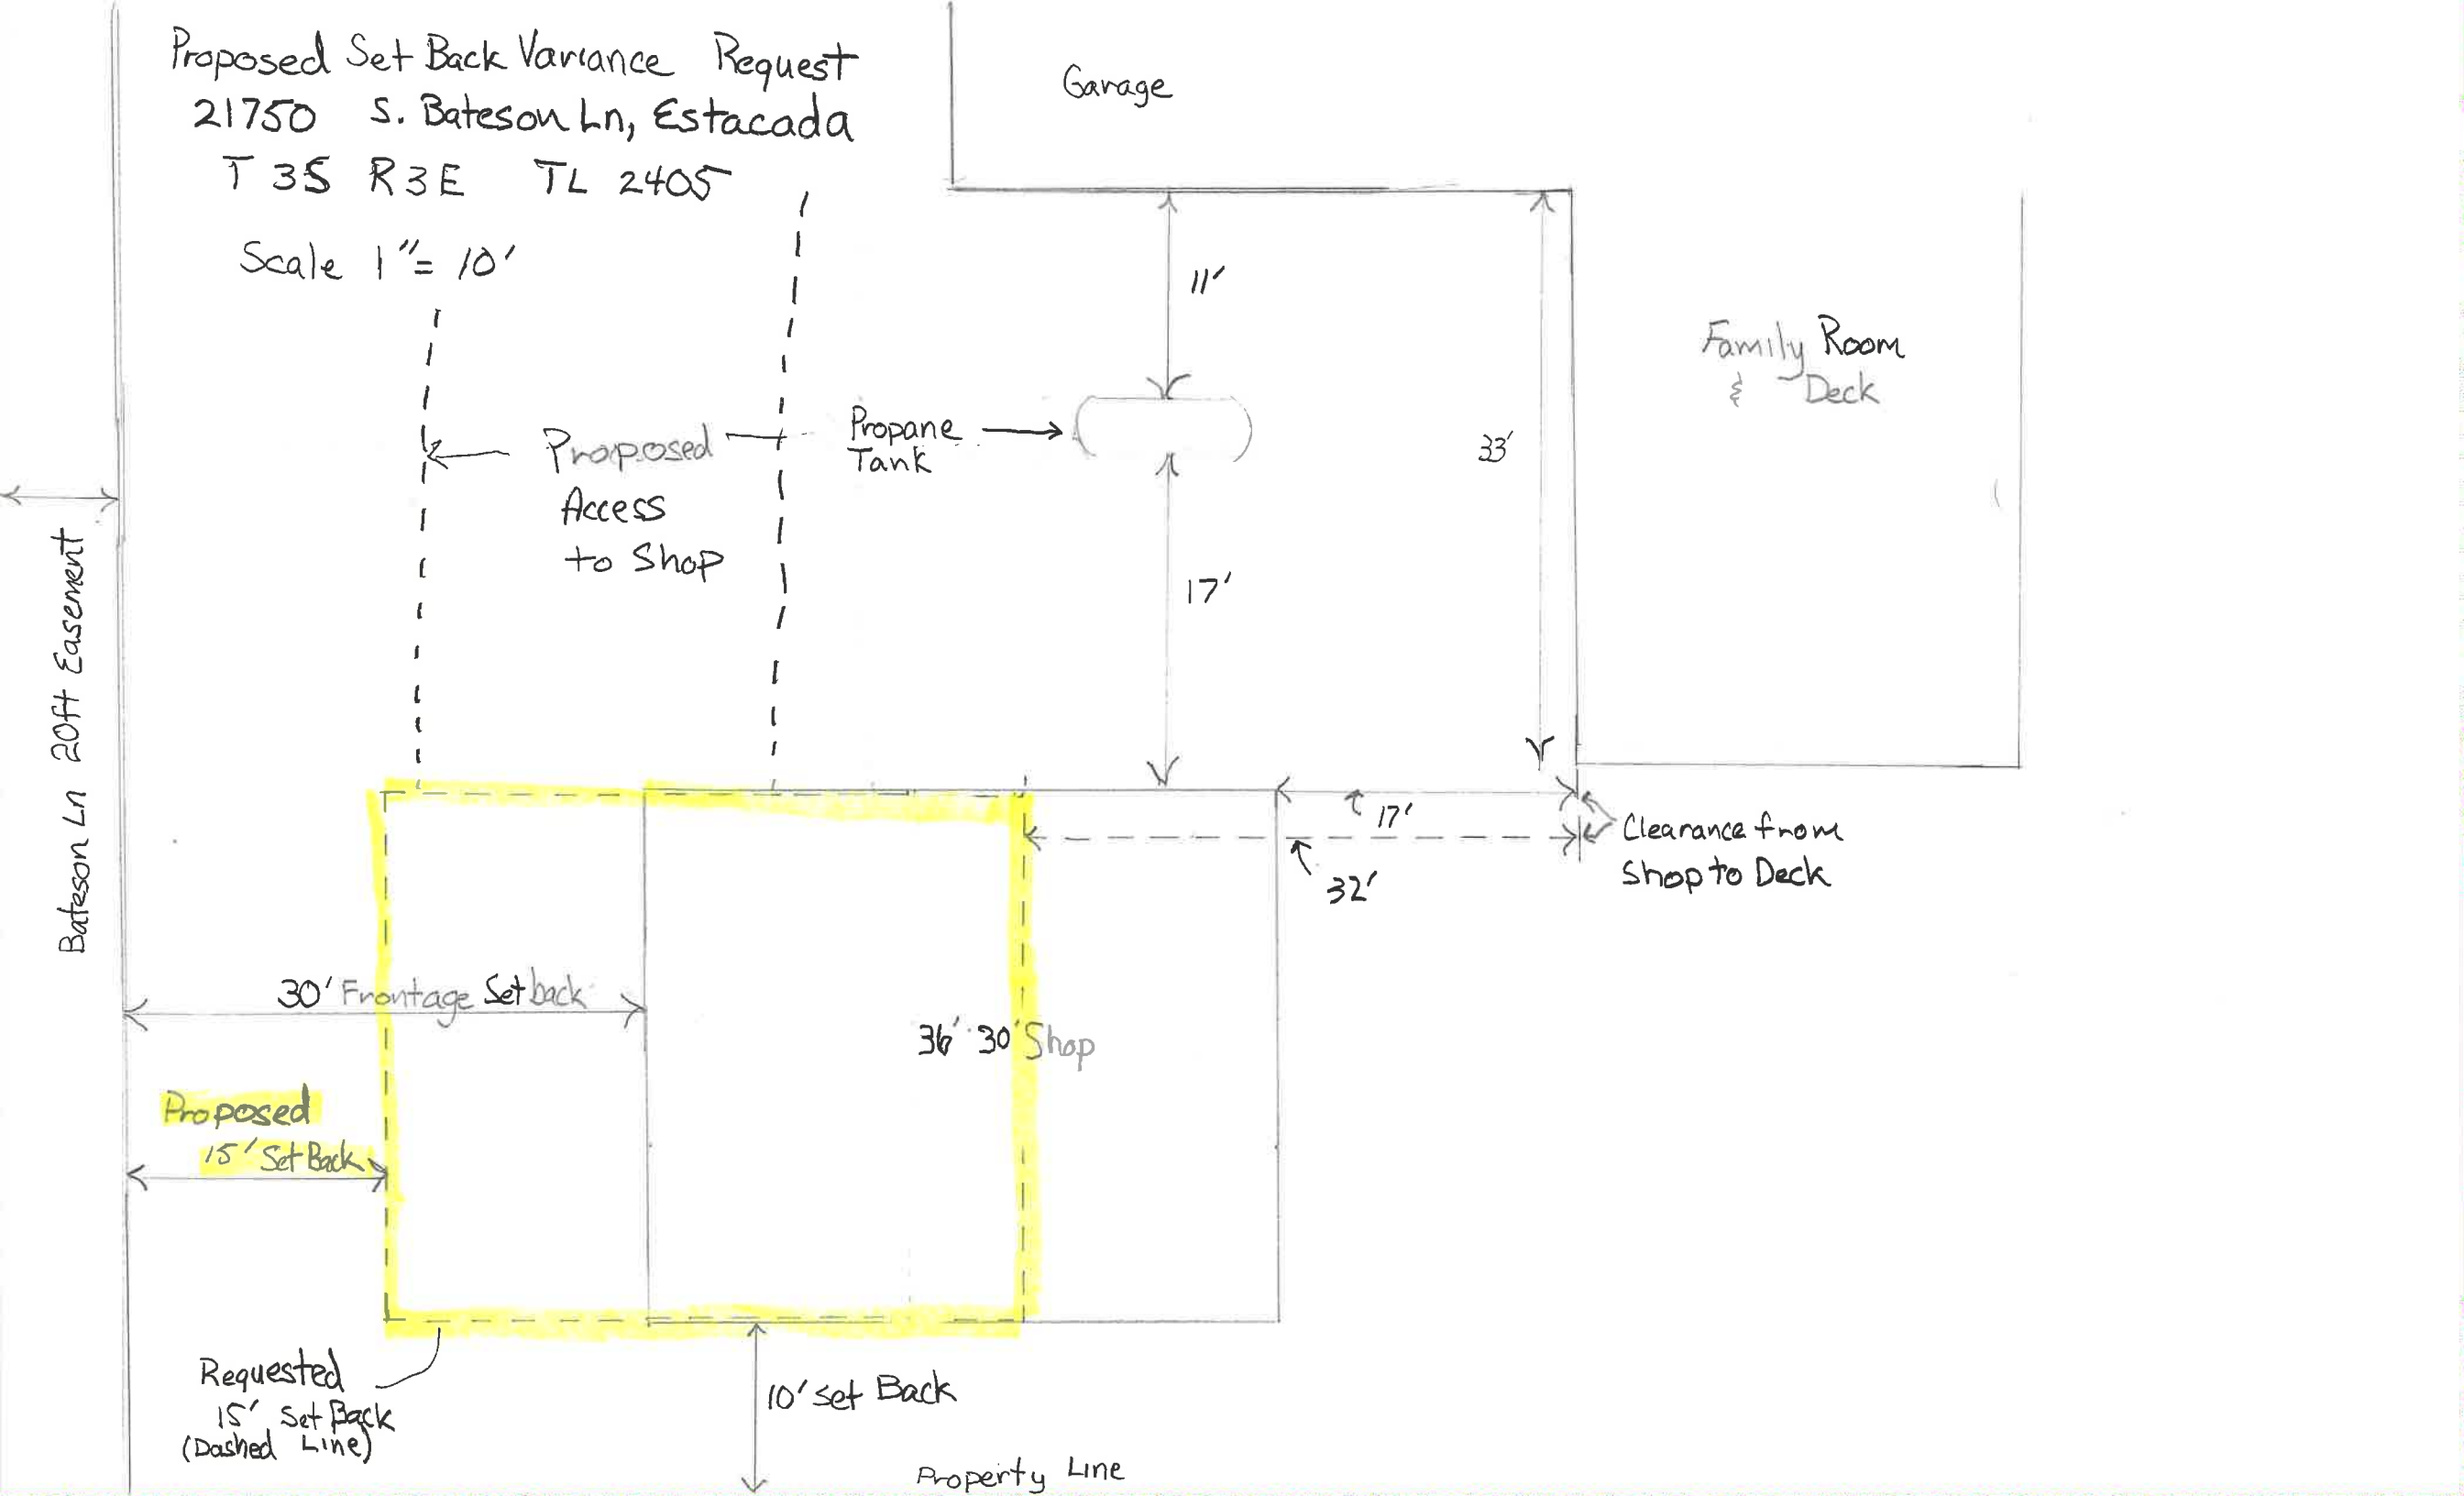 Proposed Set Back Variance Request
21750 S. Bateson Ln, Estacada
T 3S R3E TL 2405
Scale 1"= 10'
Garage
11'
Family Room
& Deck
Propane
Tank
33'
Proposed
Access
to Shop
17'
Bateson Ln 20ft Easement
17'
32'
Clearance from
Shop to Deck
30' Frontage Setback
36' 30' Shop
Proposed
15' Set Back
Requested
15' Set Back
(Dashed Line)
10' Set Back
Property Line